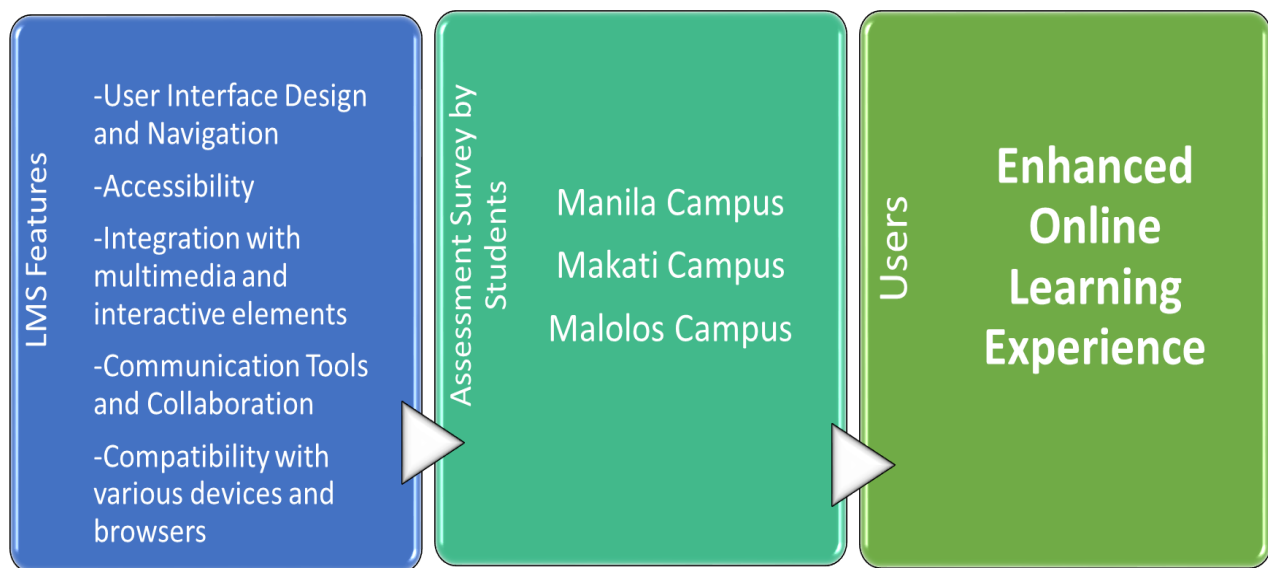 LMS Features
-User Interface Design
and Navigation
-Accessibility
-Integration with
multimedia and
interactive elements
-Communication Tools
and Collaboration
-Compatibility with
various devices and
browsers
Assessment Survey by
Students
Manila Campus
Makati Campus
Malolos Campus
Users
Enhanced
Online
Learning
Experience